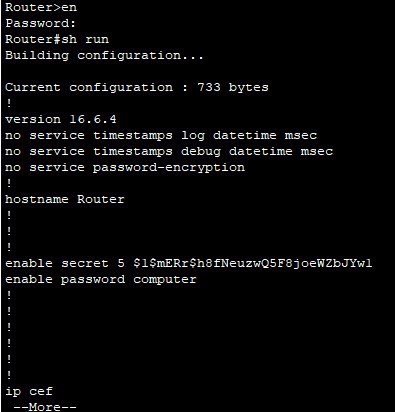 Router>en
Password:
Router#sh run
Building configuration...
Current configuration : 733 bytes
!
version 16.6.4
no service timestamps log datetime msec
no service timestamps debug datetime msec
no service password-encryption
!
hostname Router
!
!
!
enable secret 5 $1$mERr$h8fNeuzwQ5F8joeWZbJYw1
enable password computer
!
!
!
!
!
!
ip cef
--More--